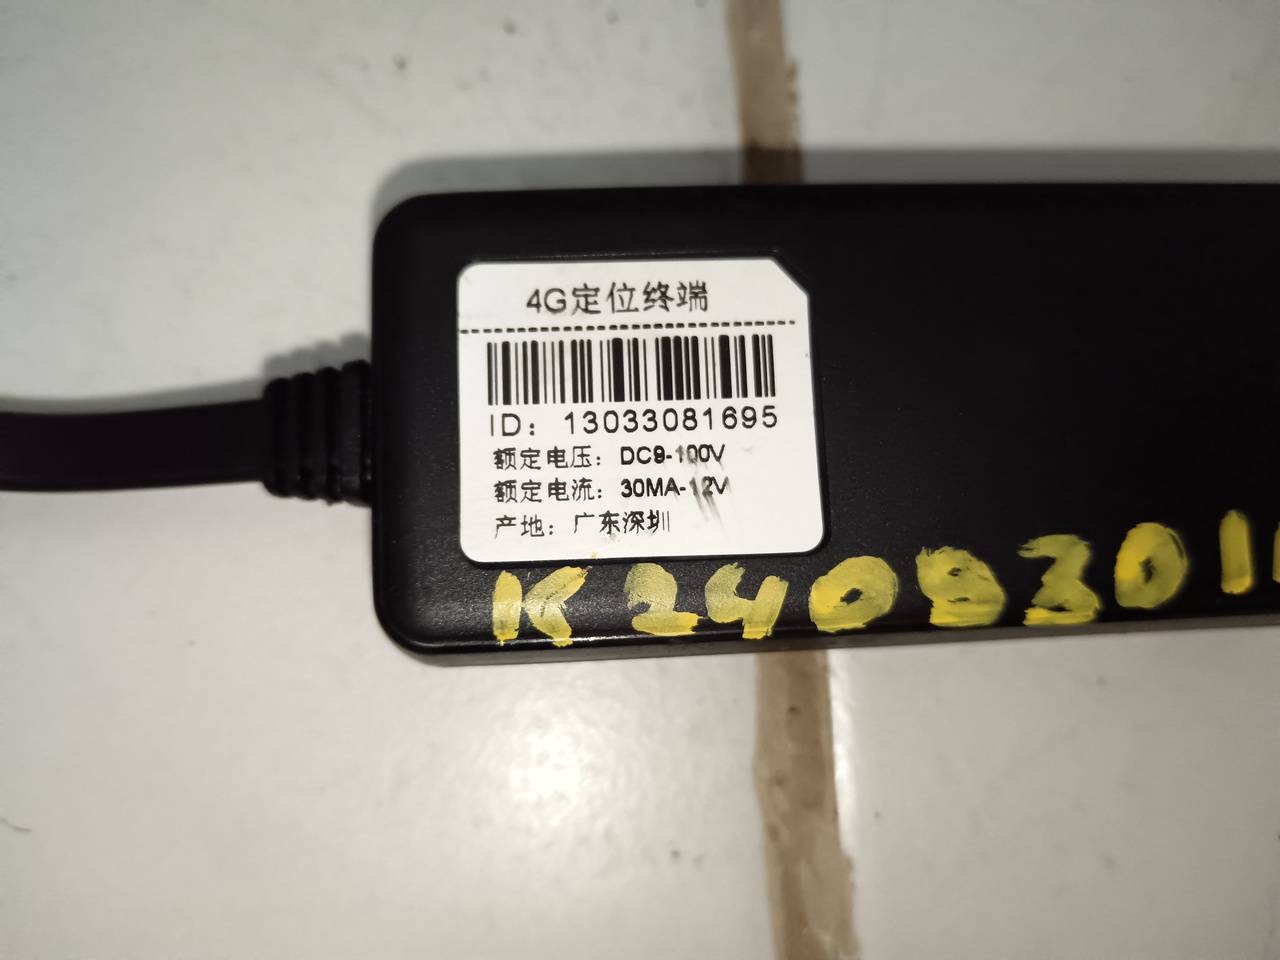 4G定位终端
ID: 13033081695
额定电压: DC9-100V
额定电流: 30MA-12V
产地: 广东深圳
K2408301